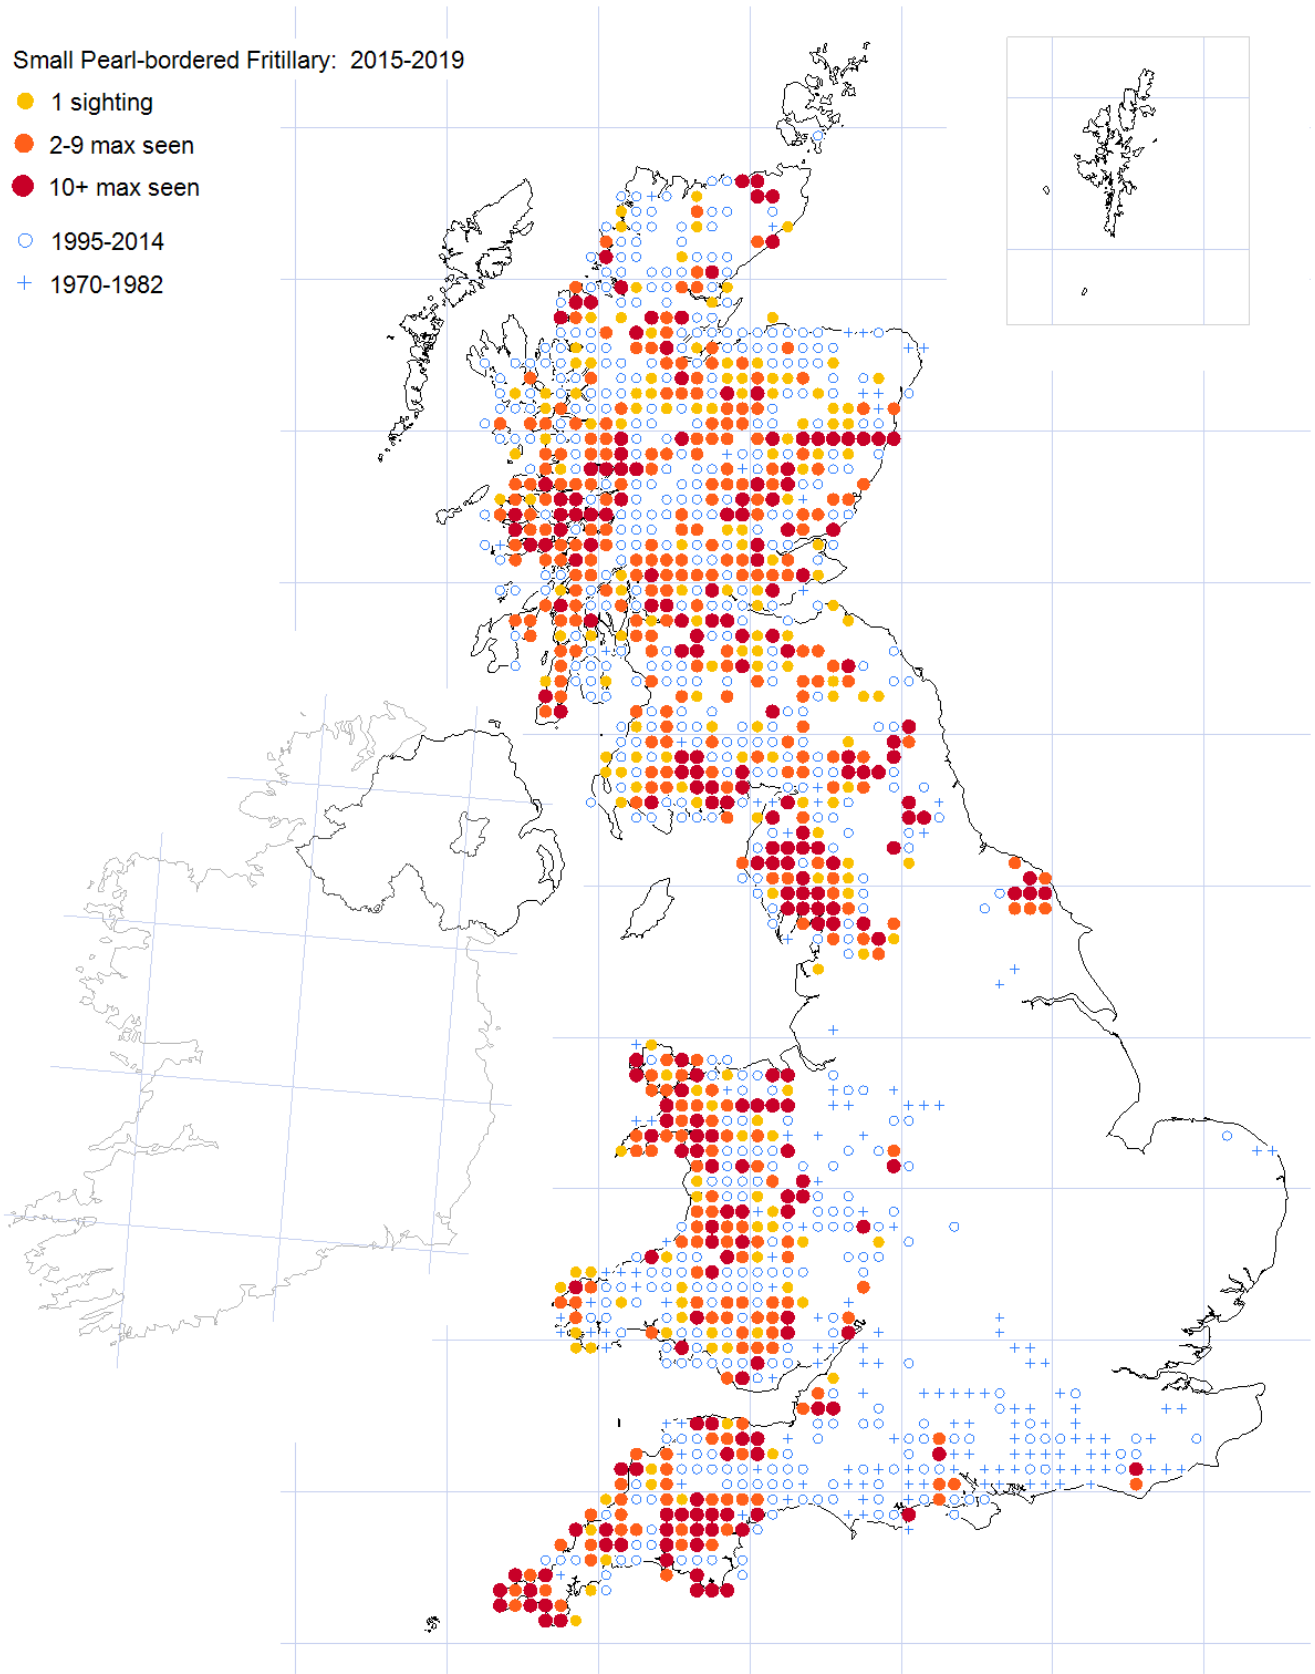 Small Pearl-bordered Fritillary: 2015-2019
1 sighting
2-9 max seen
10+ max seen
1995-2014
1970-1982